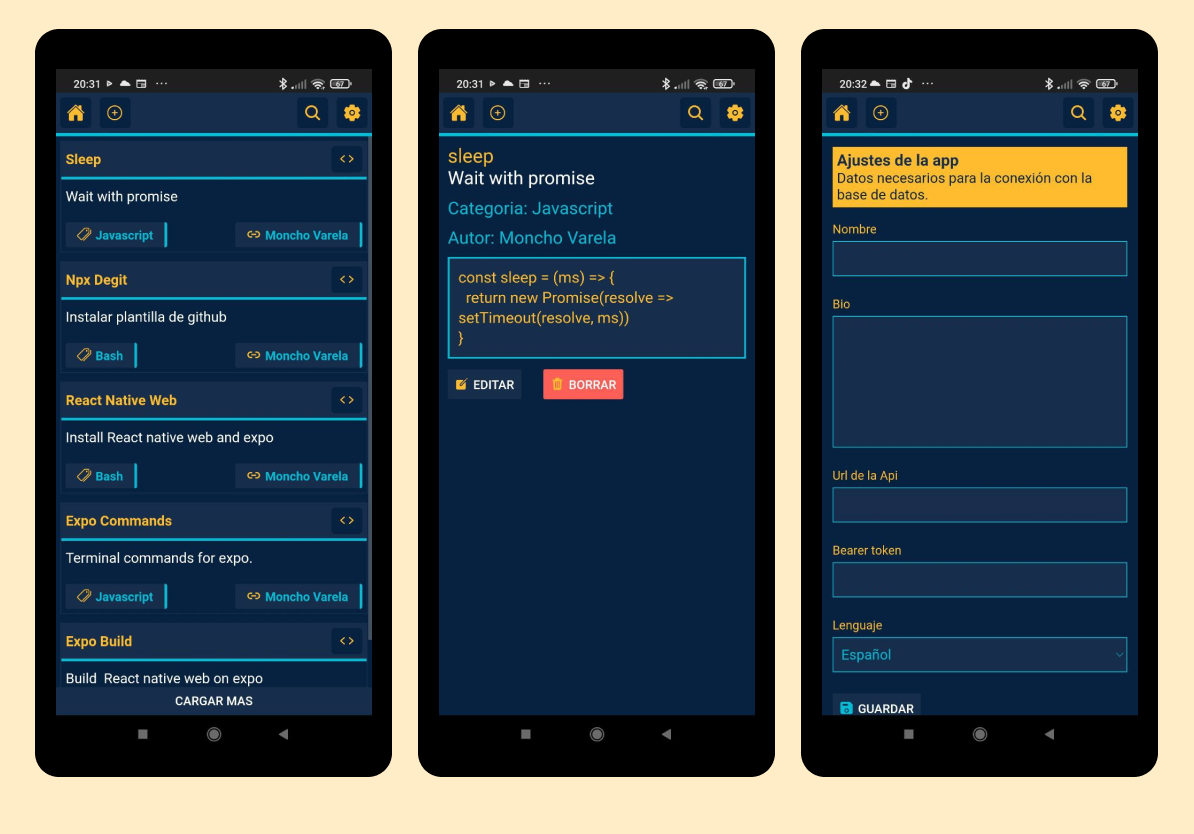 20:31
67
Sleep
Wait with promise
Javascript
Moncho Varela
Npx Degit
Instalar plantilla de github
Bash
Moncho Varela
React Native Web
Install React native web and expo
Bash
Moncho Varela
Expo Commands
Terminal commands for expo.
Javascript
Moncho Varela
Expo Build
Build  React native web on expo
CARGAR MAS
20:31
67
sleep
Wait with promise
Categoria: Javascript
Autor: Moncho Varela
const sleep = (ms) => {
return new Promise(resolve =>
setTimeout(resolve, ms))
}
EDITAR
BORRAR
20:32
67
Ajustes de la app
Datos necesarios para la conexión con la
base de datos.
Nombre
Bio
Url de la Api
Bearer token
Lenguaje
Español
GUARDAR